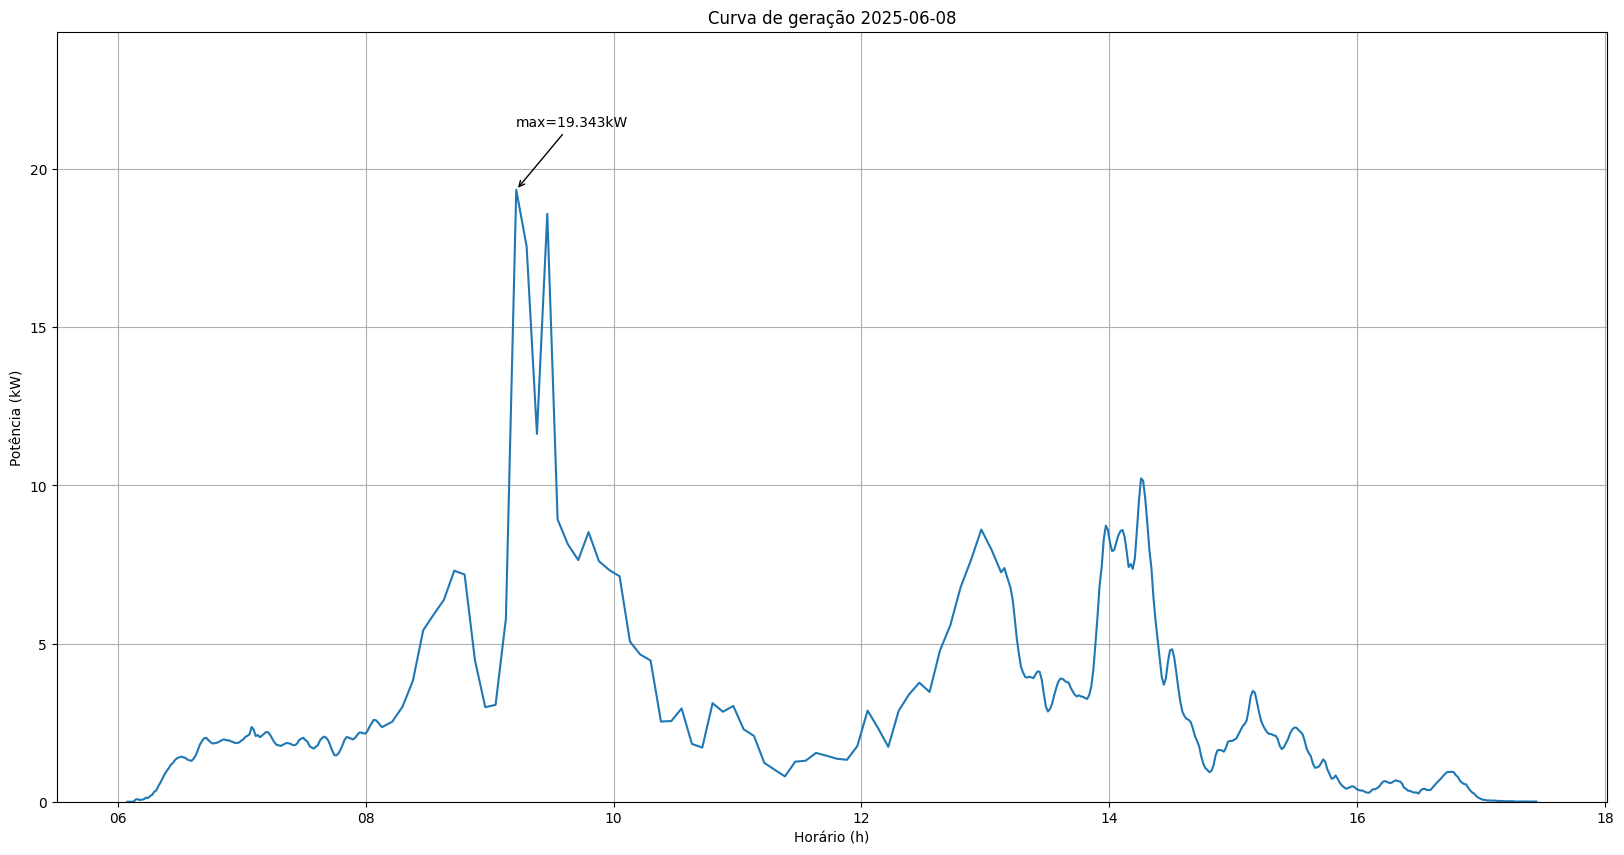 Curva de geração 2025-06-08
max=19.343kW
20
15
10
5
0
Potência (kW)
06 08 10 12 14 16 18
Horário (h)